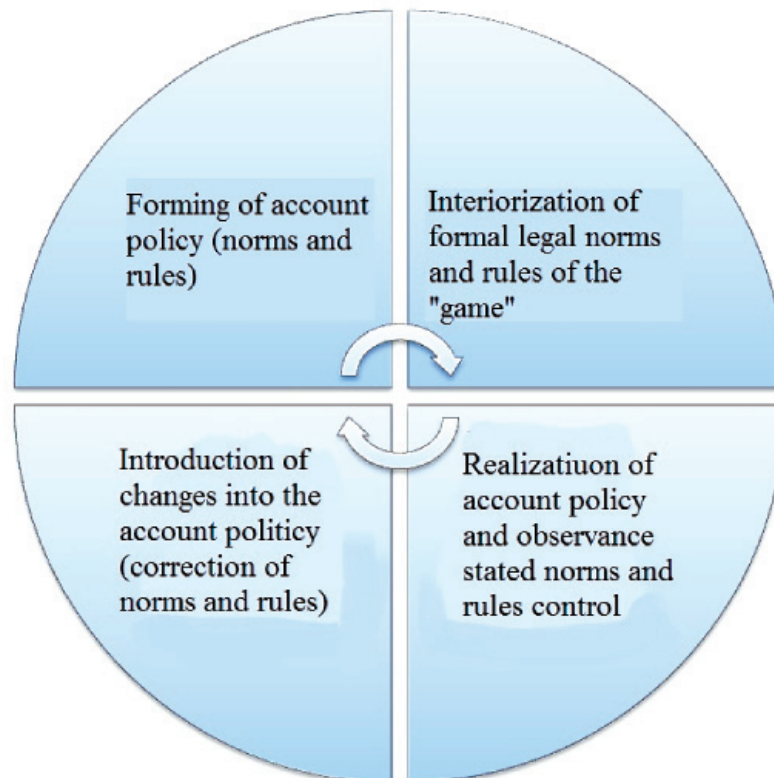 Forming of account
policy (norms and
rules)
Interiorization of
formal legal norms
and rules of the
"game"
Introduction of
changes into the
account politicy
(correction of
norms and rules)
Realizatiuon of
account policy
and observance
stated norms and
rules control